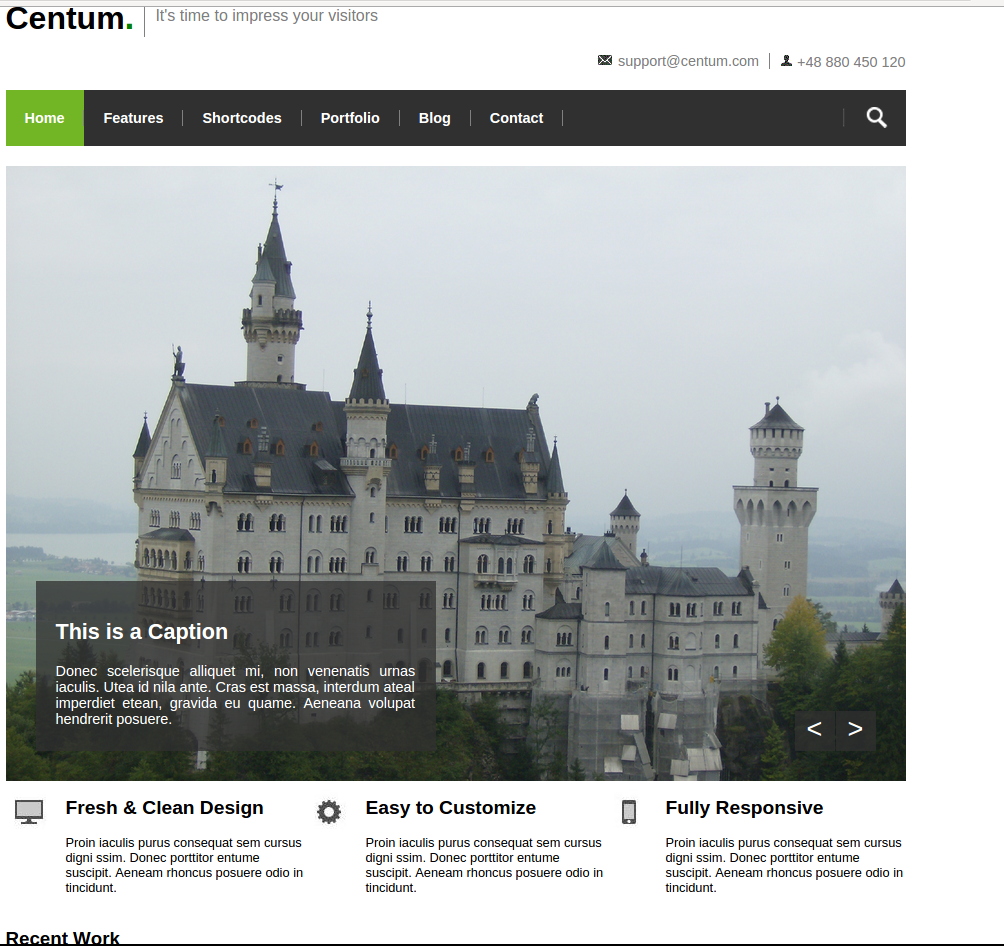 Centum. It's time to impress your visitors
support@centum.com +48 880 450 120
Home Features Shortcodes Portfolio Blog Contact
This is a Caption
Donec scelerisque alliquet mi, non venenatis urnas
iaculis. Utea id nila ante. Cras est massa, interdum ateal
imperdiet etean, gravida eu quame. Aeneana volupat
hendrerit posuere.
< >
Fresh & Clean Design
Proin iaculis purus consequat sem cursus
digni ssim. Donec porttitor entume
suscipit. Aeneam rhoncus posuere odio in
tincidunt.
Easy to Customize
Proin iaculis purus consequat sem cursus
digni ssim. Donec porttitor entume
suscipit. Aeneam rhoncus posuere odio in
tincidunt.
Fully Responsive
Proin iaculis purus consequat sem cursus
digni ssim. Donec porttitor entume
suscipit. Aeneam rhoncus posuere odio in
tincidunt.
Recent Work